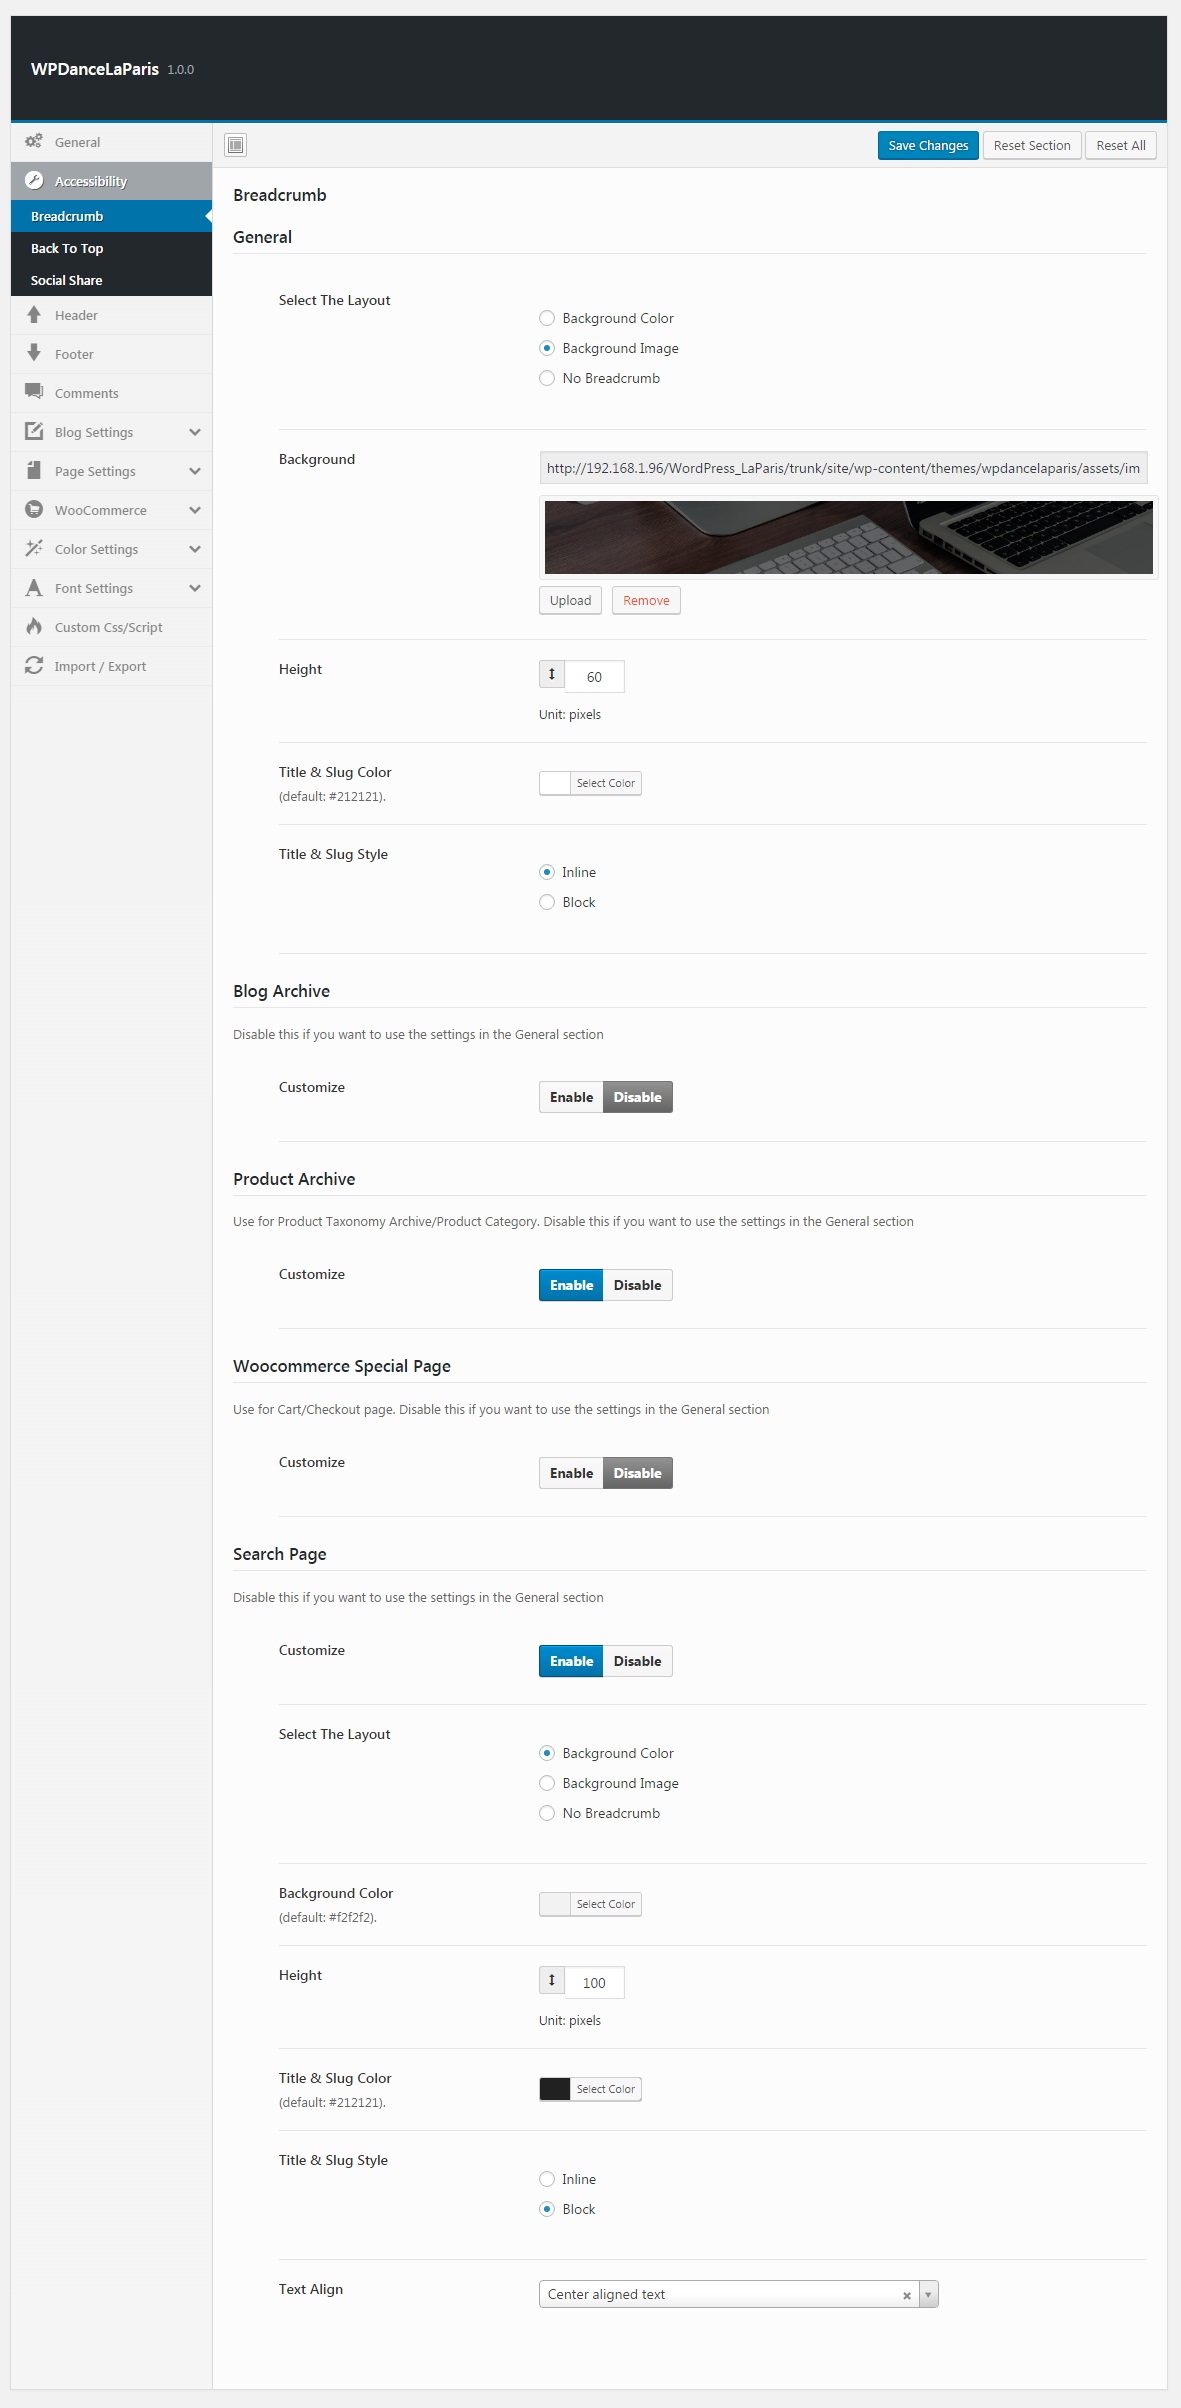 WPDanceLaParis 1.0.0
General
Accessibility
Breadcrumb
Back To Top
Social Share
Header
Footer
Comments
Blog Settings
Page Settings
WooCommerce
Color Settings
Font Settings
Custom Css/Script
Import / Export
Save Changes Reset Section Reset All
Breadcrumb
General
Select The Layout
Background Color
Background Image
No Breadcrumb
Background
http://192.168.1.96/WordPress_LaParis/trunk/site/wp-content/themes/wpdancelaparis/assets/im
Upload Remove
Height
60
Unit: pixels
Title & Slug Color
(default: #212121).
Select Color
Title & Slug Style
Inline
Block
Blog Archive
Disable this if you want to use the settings in the General section
Customize
Enable Disable
Product Archive
Use for Product Taxonomy Archive/Product Category. Disable this if you want to use the settings in the General section
Customize
Enable Disable
Woocommerce Special Page
Use for Cart/Checkout page. Disable this if you want to use the settings in the General section
Customize
Enable Disable
Search Page
Disable this if you want to use the settings in the General section
Customize
Enable Disable
Select The Layout
Background Color
Background Image
No Breadcrumb
Background Color
(default: #f2f2f2).
Select Color
Height
100
Unit: pixels
Title & Slug Color
(default: #212121).
Select Color
Title & Slug Style
Inline
Block
Text Align
Center aligned text